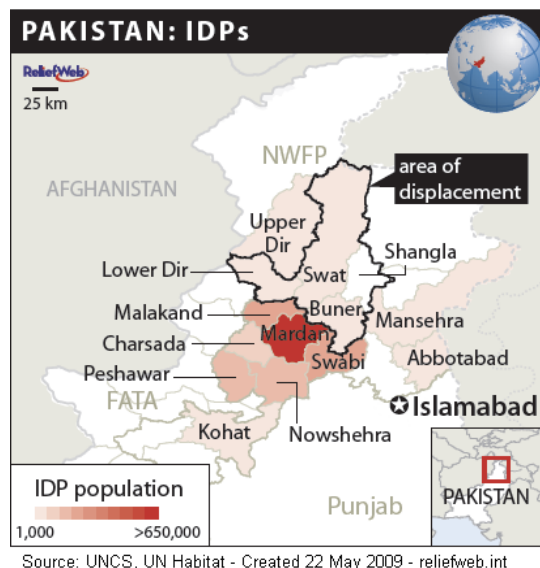 PAKISTAN: IDPs
ReliefWeb
25 km
NWFP
area of
displacement
AFGHANISTAN
Upper
Dir
Shangla
Lower Dir
Swat
Malakand
Buner
Mansehra
Mardan
Charsada
Swabi
Abbotabad
Peshawar
FATA
Islamabad
Kohat
Nowshehra
IDP population
PAKISTAN
Punjab
1,000
>650,000
Source: UNCS, UN Habitat - Created 22 May 2009 - reliefweb.int